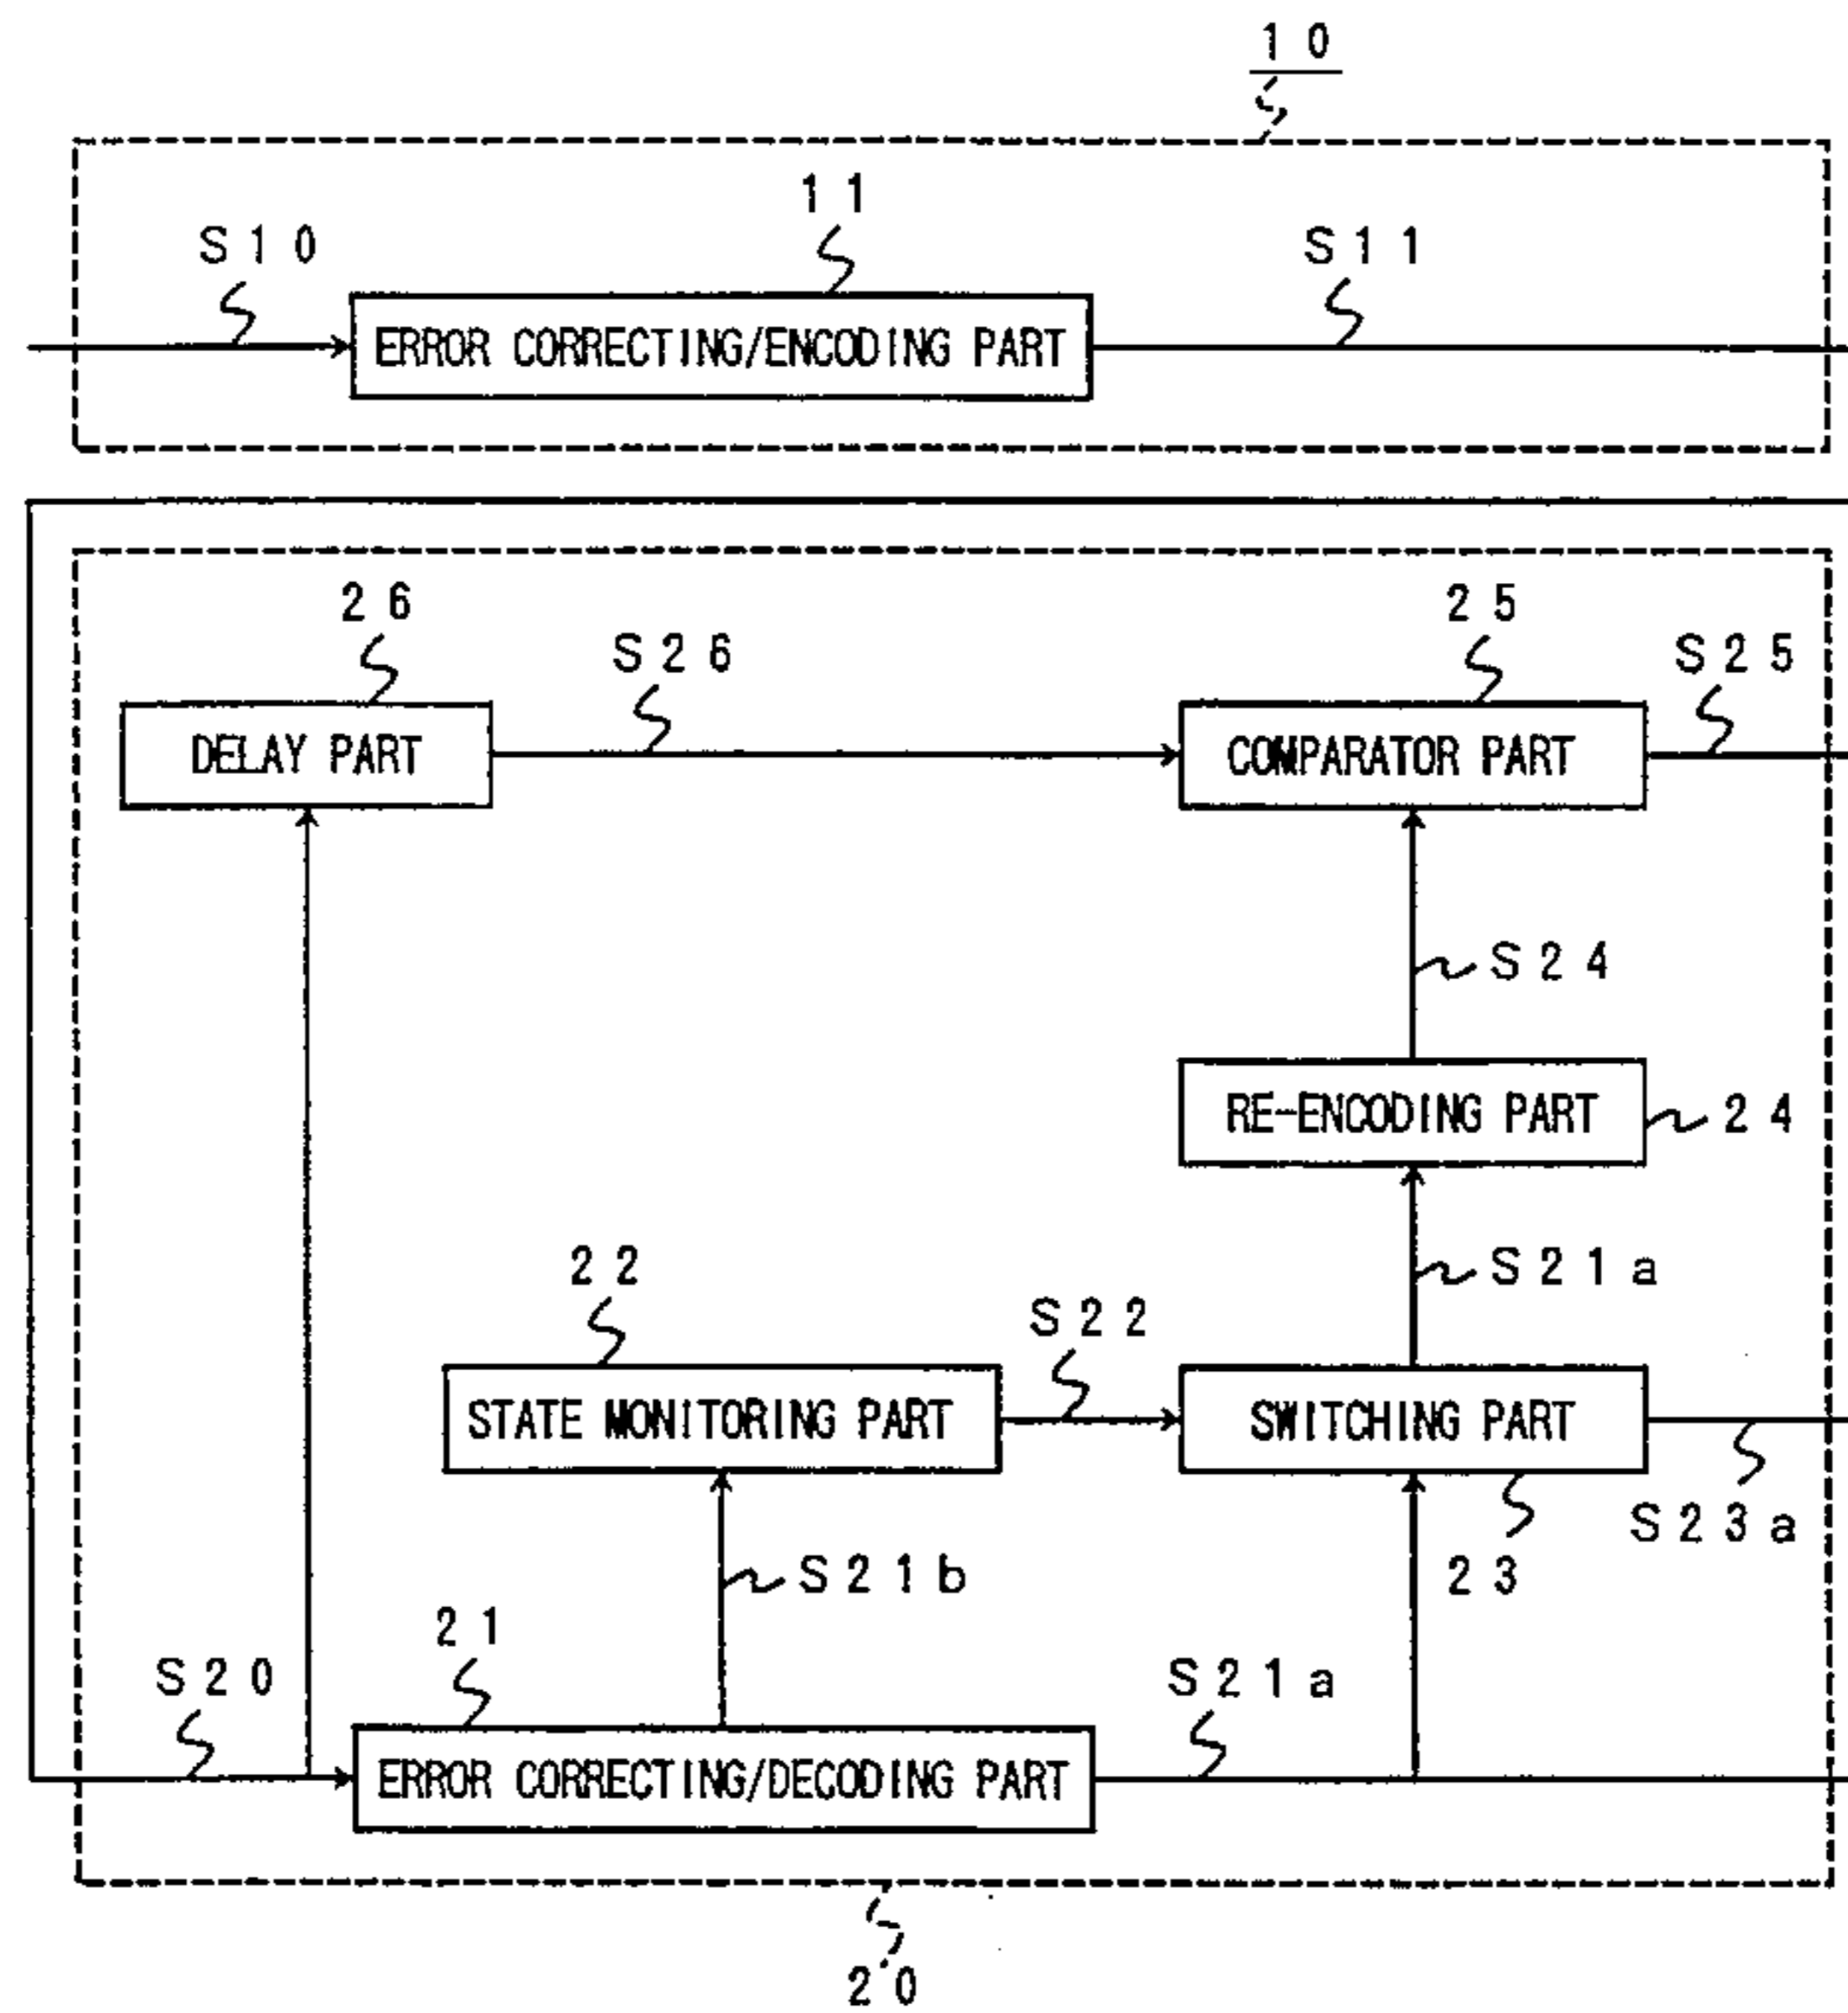 10
11
S10
S11
ERROR CORRECTING/ENCODING PART
26
25
S26
S25
DELAY PART
COMPARATOR PART
S24
RE-ENCODING PART
24
22
S21a
S22
STATE MONITORING PART
SWITCHING PART
S23a
S21b
23
21
S20
S21a
ERROR CORRECTING/DECODING PART
20